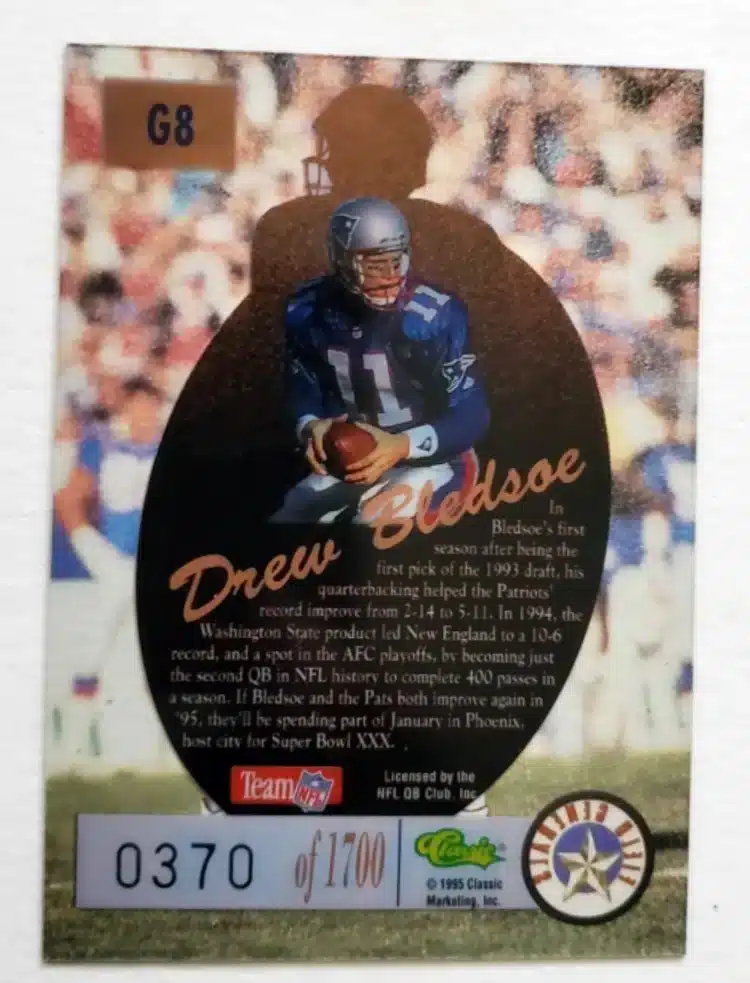 G8
11
11
Drew Bledsoe
In
Bledsoe's first
season after being the
first pick of the 1993 draft, his
quarterbacking helped the Patriots'
record improve from 2-14 to 5-11. In 1994, the
Washington State product led New England to a 10-6
record, and a spot in the AFC playoffs, by becoming just
the second QB in NFL history to complete 400 passes in
a season. If Bledsoe and the Pats both improve again in
'95, they'll be spending part of January in Phoenix,
host city for Super Bowl XXX.
Team NFL
Licensed by the
NFL QB Club, Inc.
0370 of 1700
Classic®
© 1995 Classic
Marketing, Inc.
FIELD GENERALS